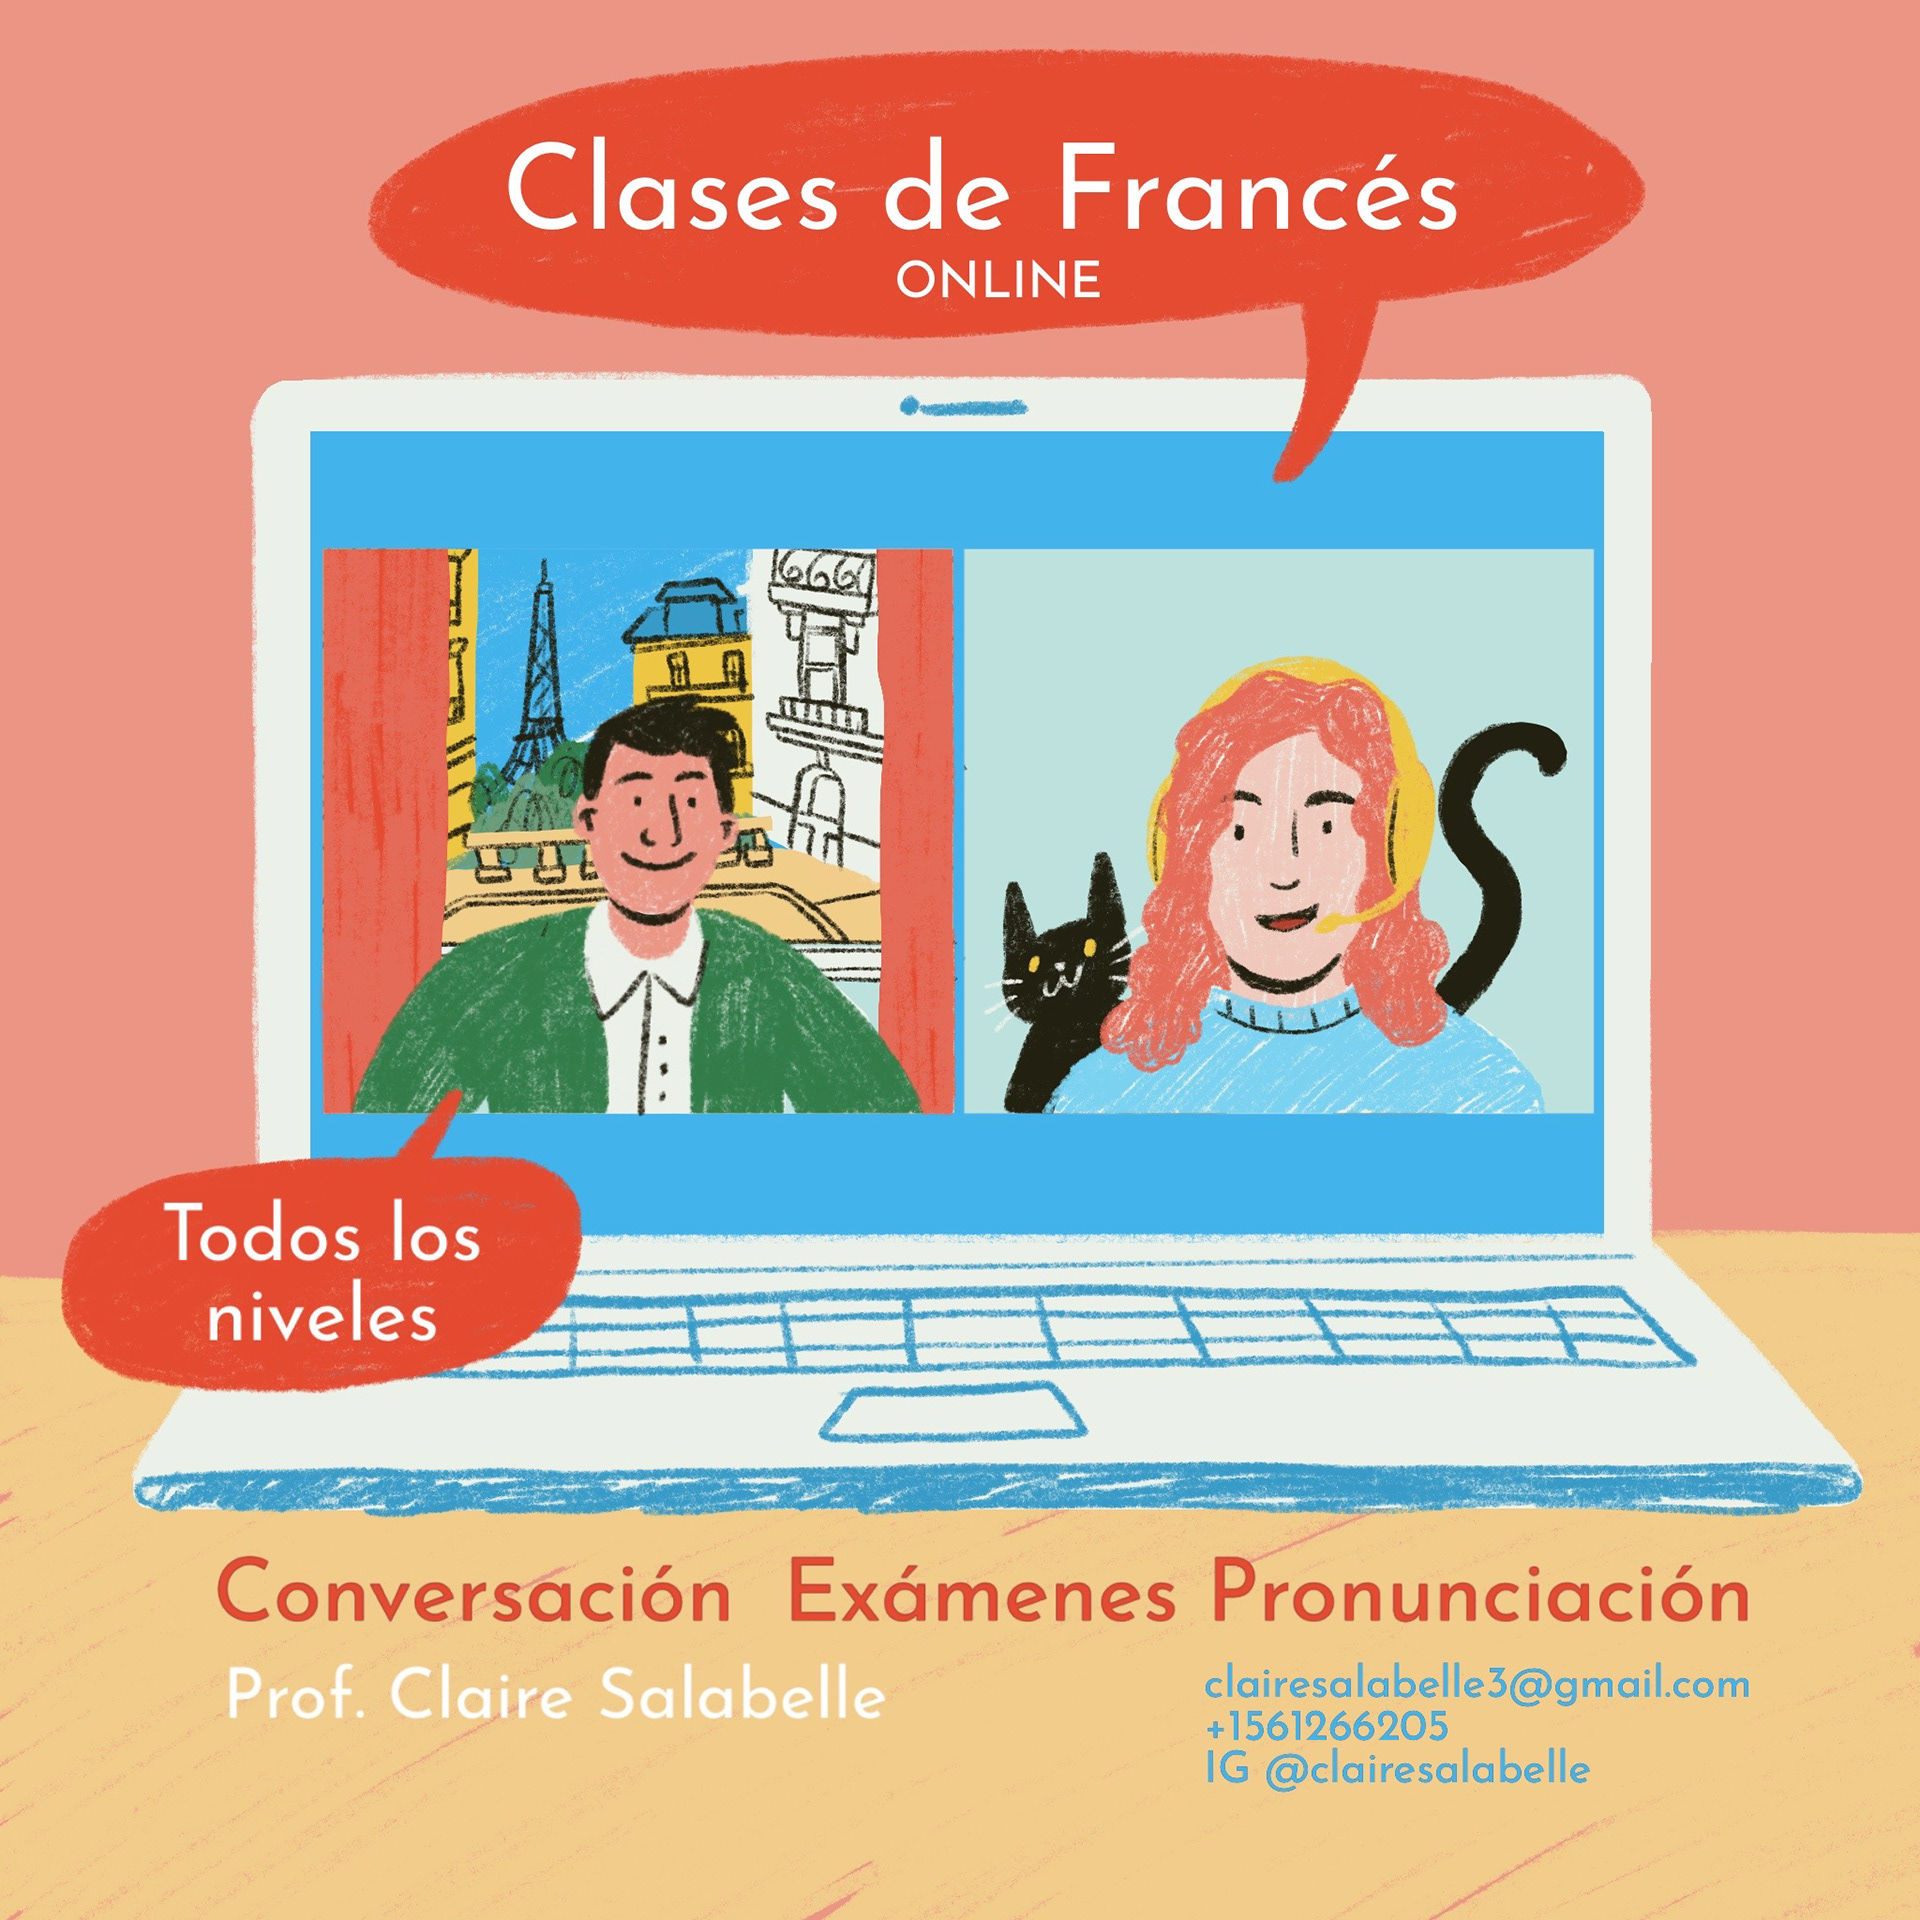 Clases de Francés
ONLINE
Todos los
niveles
Conversación Exámenes Pronunciación
Prof. Claire Salabelle
clairesalabelle3@gmail.com
+1561266205
IG @clairesalabelle